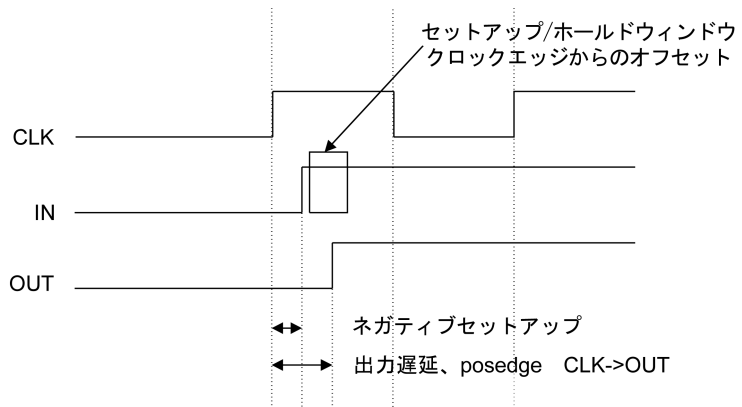 セットアップ/ホールドウィンドウ
クロックエッジからのオフセット
CLK
IN
OUT
ネガティブセットアップ
出力遅延、posedge CLK->OUT